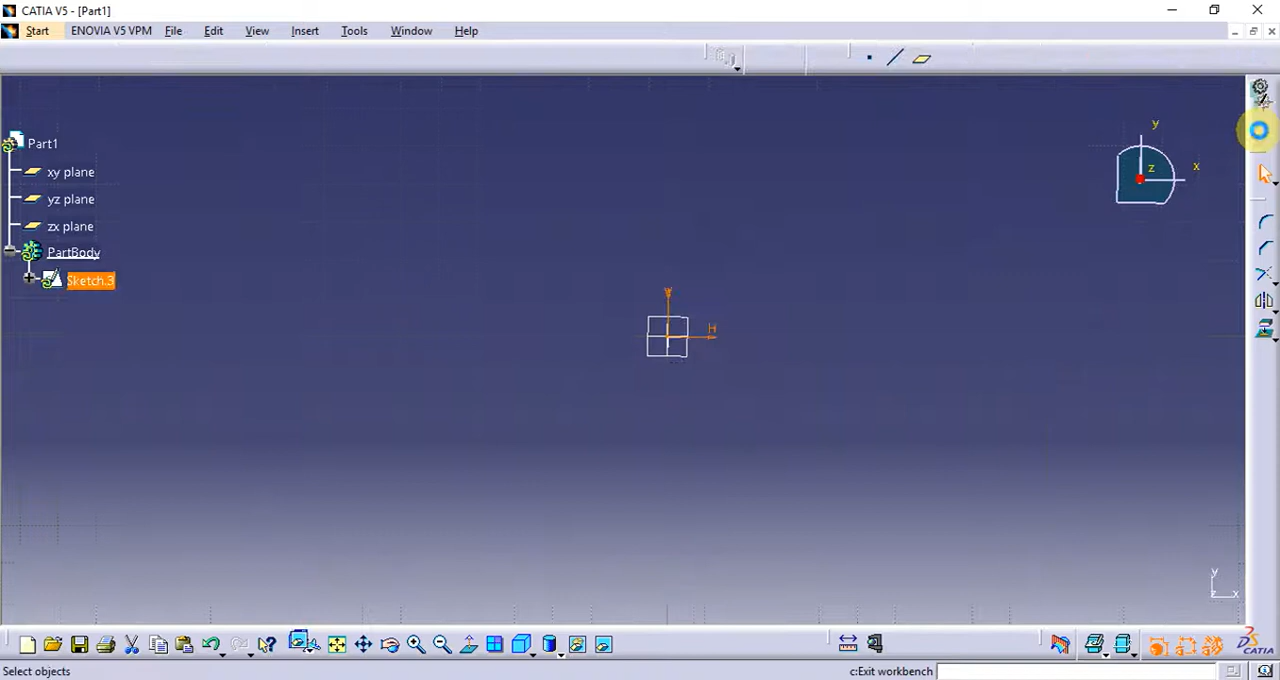 CATIA V5 - [Part1]
Start ENOVIA V5 VPM File Edit View Insert Tools Window Help
y
x
z
Part1
xy plane
yz plane
zx plane
PartBody
Sketch.3
V
H
y
z x
CATIA
Select objects
c:Exit workbench